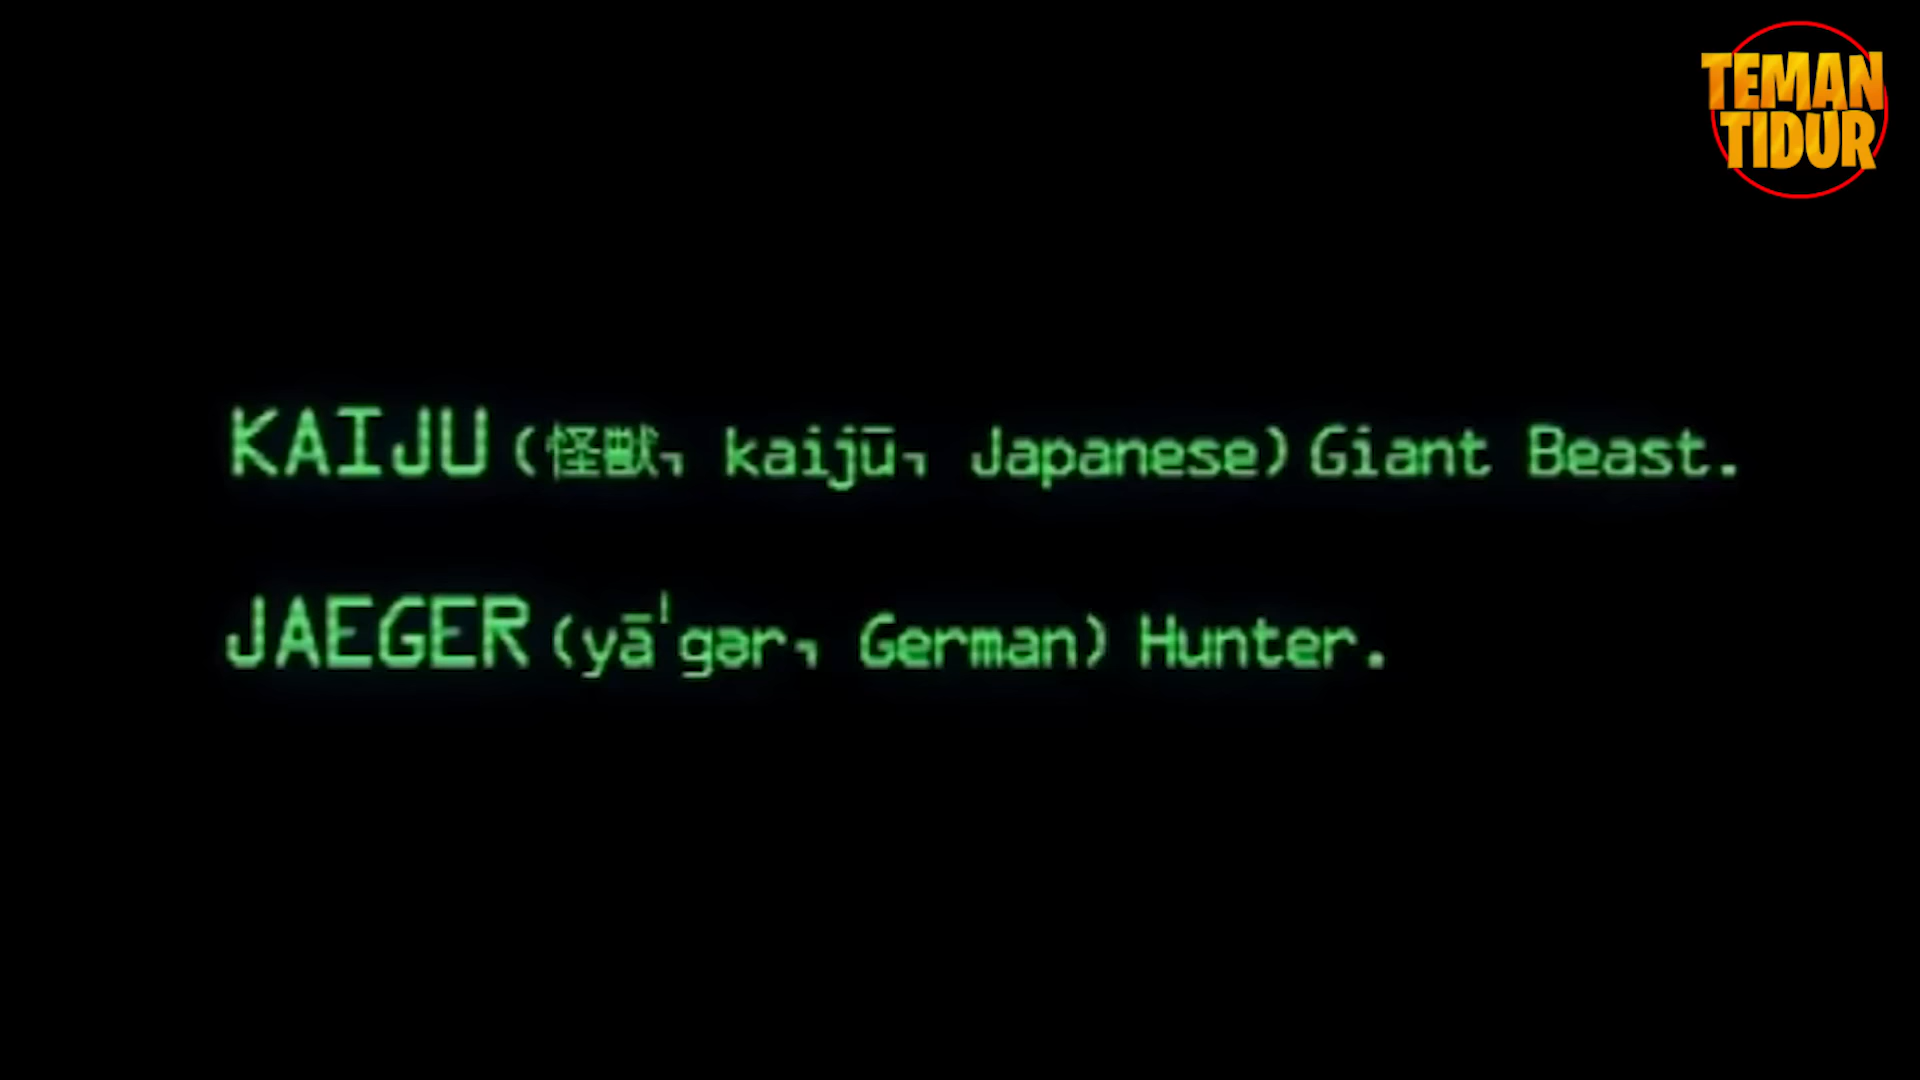 TEMAN
TIDUR
KAIJU (怪獣, kaijū, Japanese) Giant Beast.
JAEGER (yā'gər, German) Hunter.